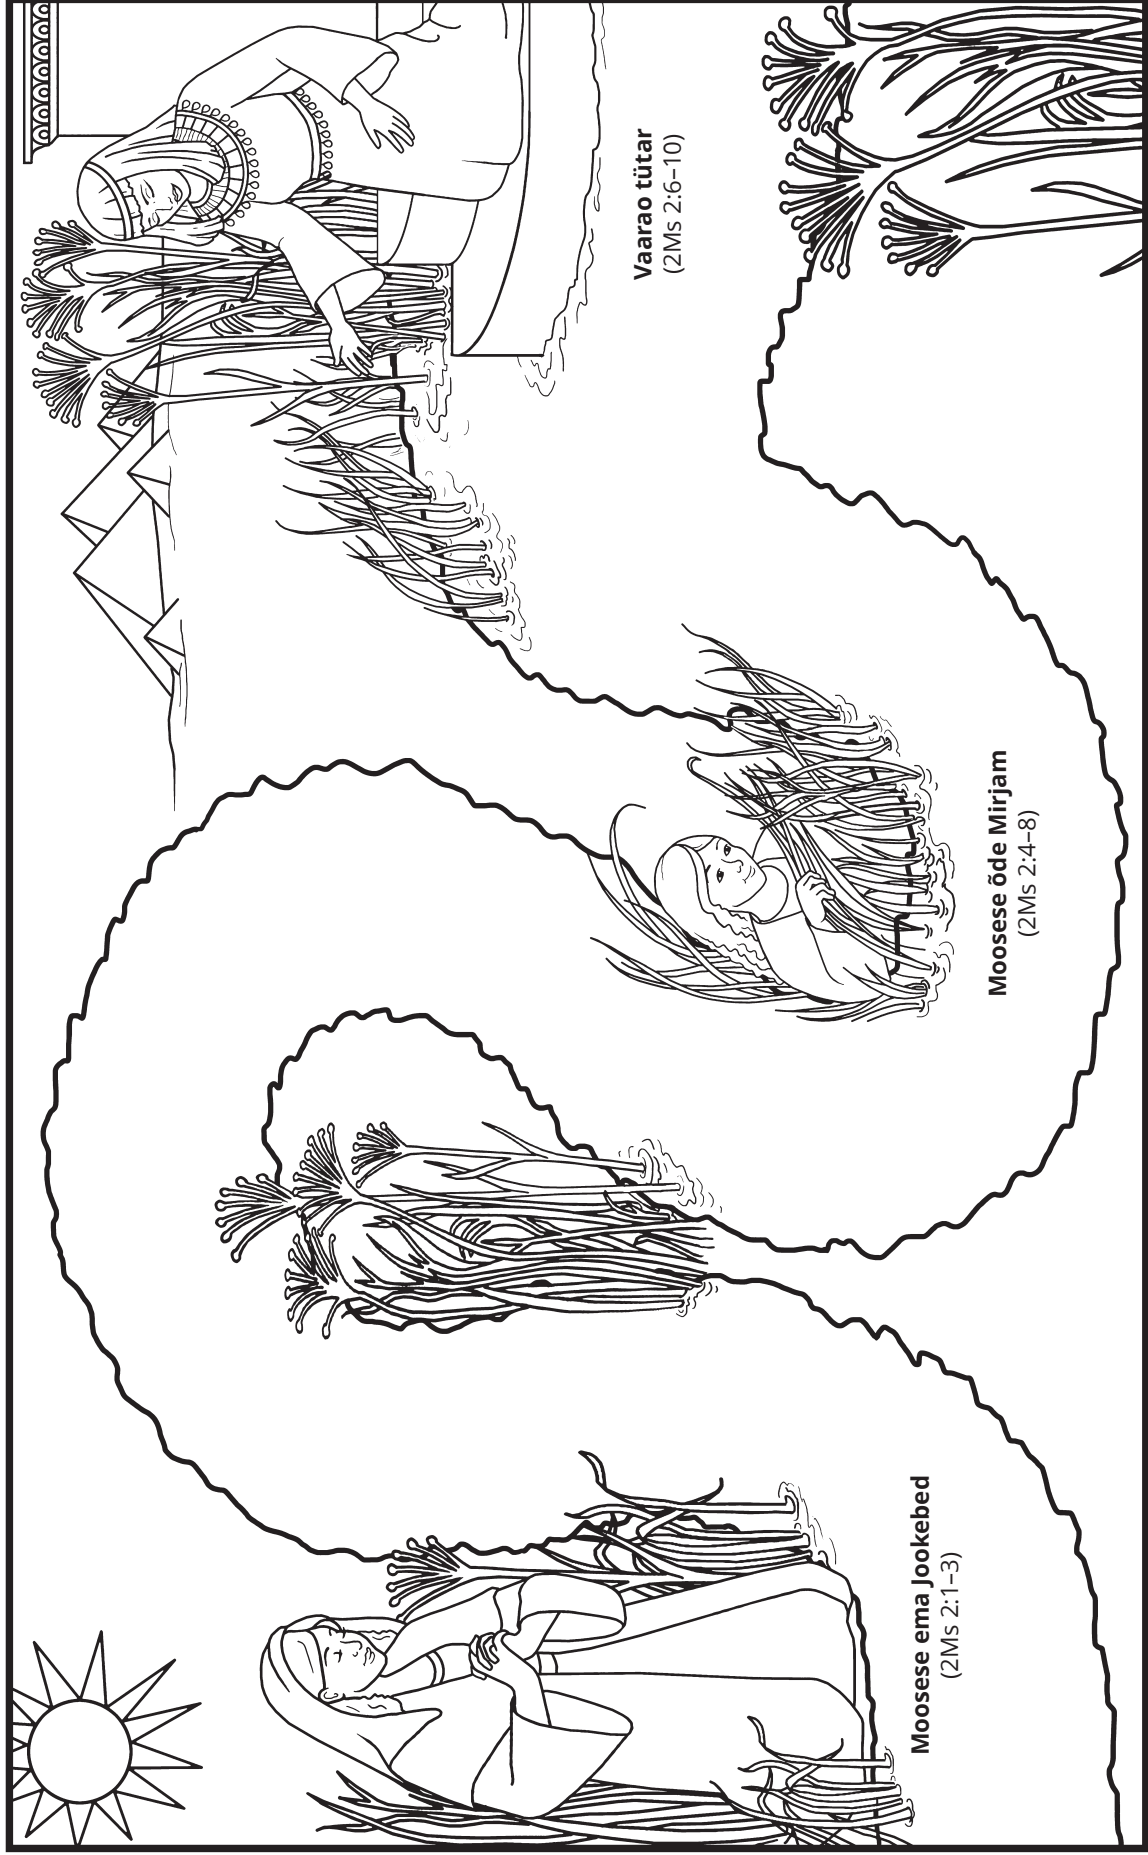 Moosese ema Jookebed
(2Ms 2:1–3)
Moosese õde Mirjam
(2Ms 2:4–8)
Vaarao tütar
(2Ms 2:6–10)